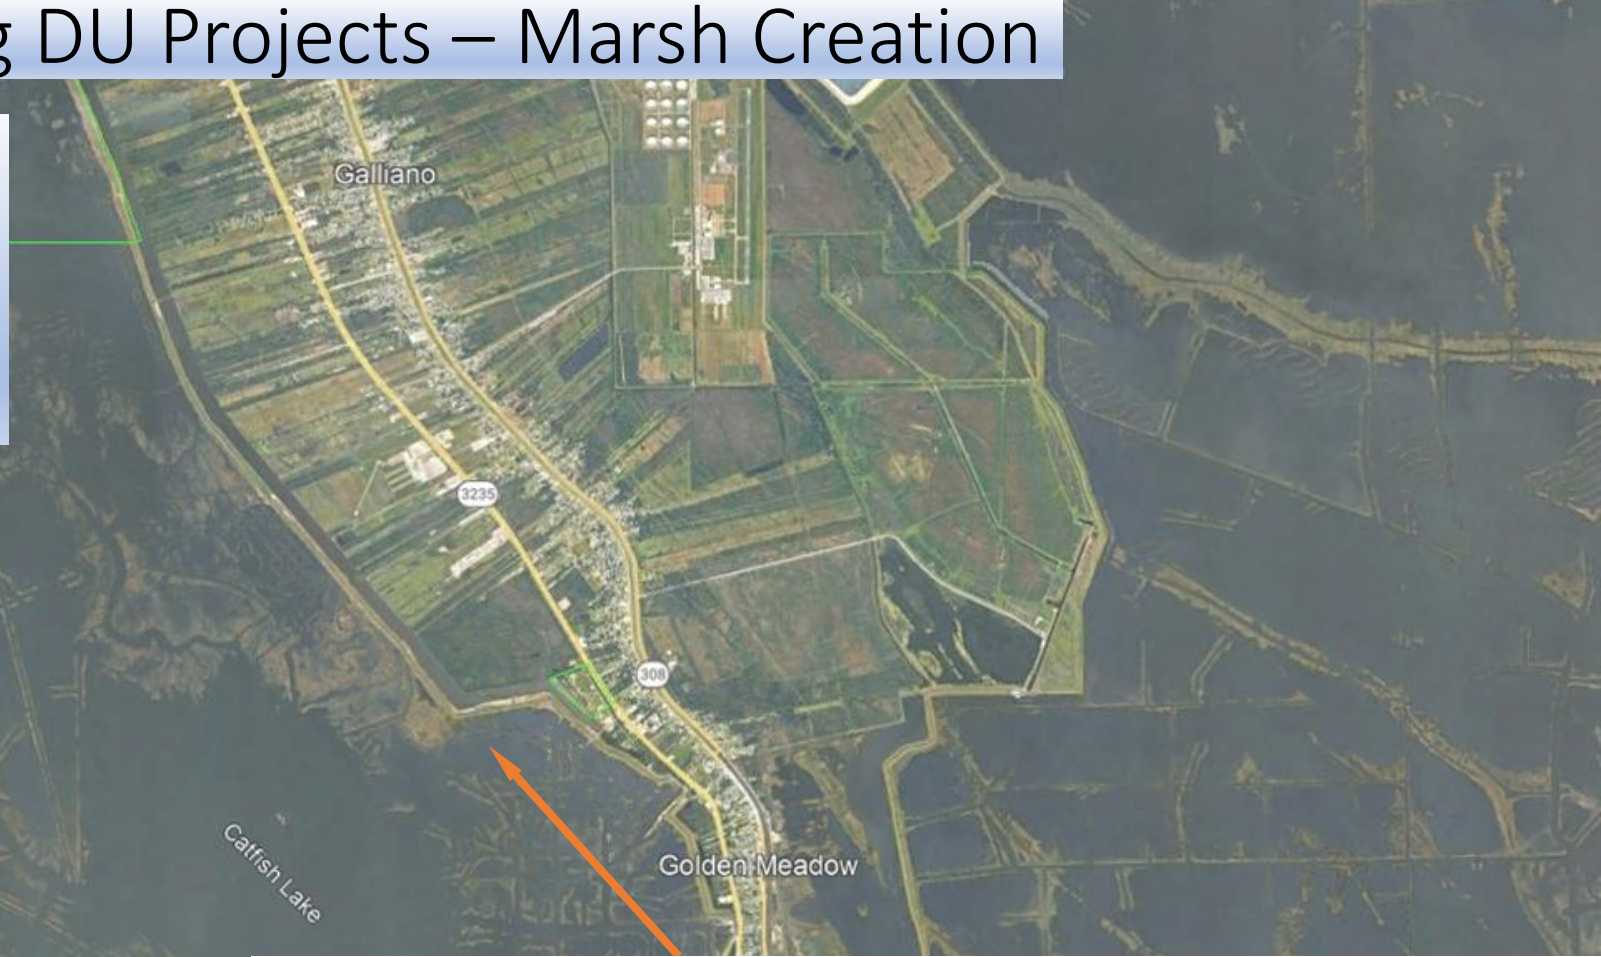 g DU Projects – Marsh Creation
Galliano
3235
308
Catfish Lake
Golden Meadow